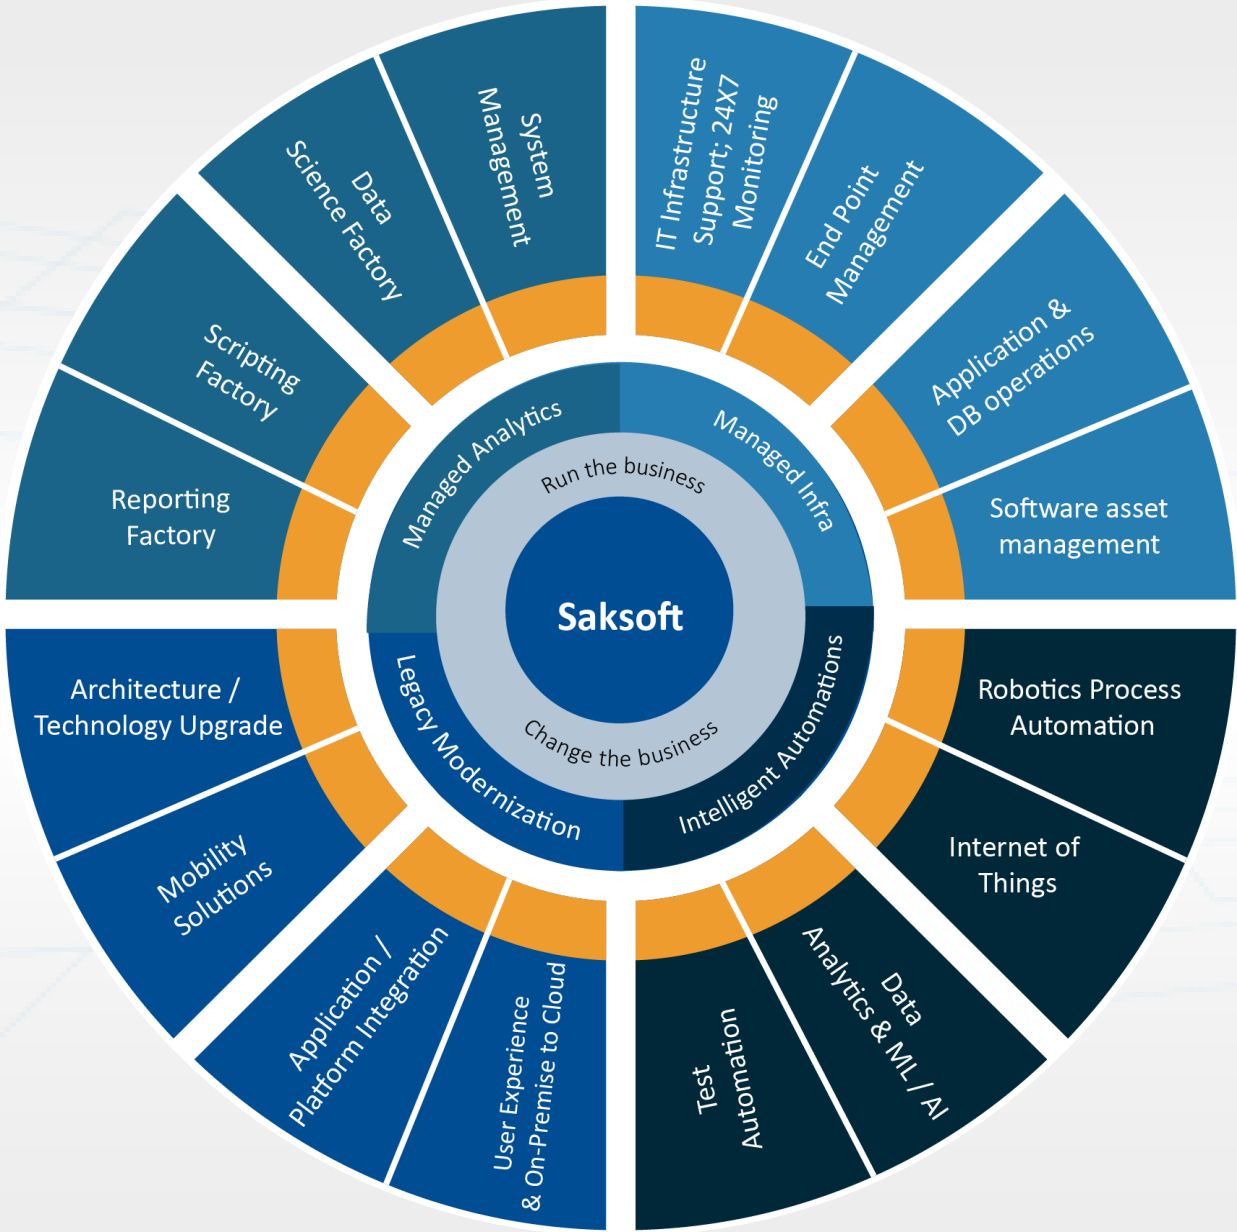 Saksoft
Run the business
Change the business
Managed Analytics
Managed Infra
Intelligent Automations
Legacy Modernization
IT Infrastructure
Support; 24X7
Monitoring
End Point
Management
Application &
DB operations
Software asset
management
Robotics Process
Automation
Internet of
Things
Data
Analytics & ML / AI
Test
Automation
User Experience
& On-Premise to Cloud
Application /
Platform Integration
Mobility
Solutions
Architecture /
Technology Upgrade
Reporting
Factory
Scripting
Factory
Data
Science Factory
System
Management